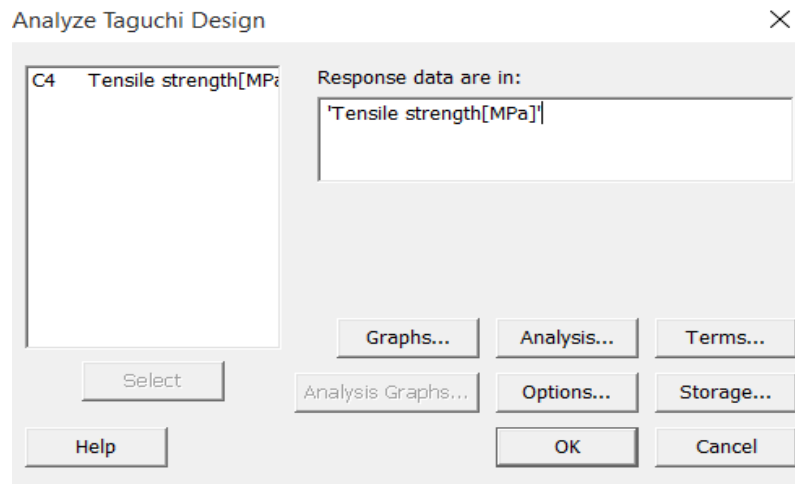 Analyze Taguchi Design
C4 Tensile strength[MPa
Response data are in:
'Tensile strength[MPa]'
Graphs... Analysis... Terms...
Select
Analysis Graphs... Options... Storage...
Help OK Cancel